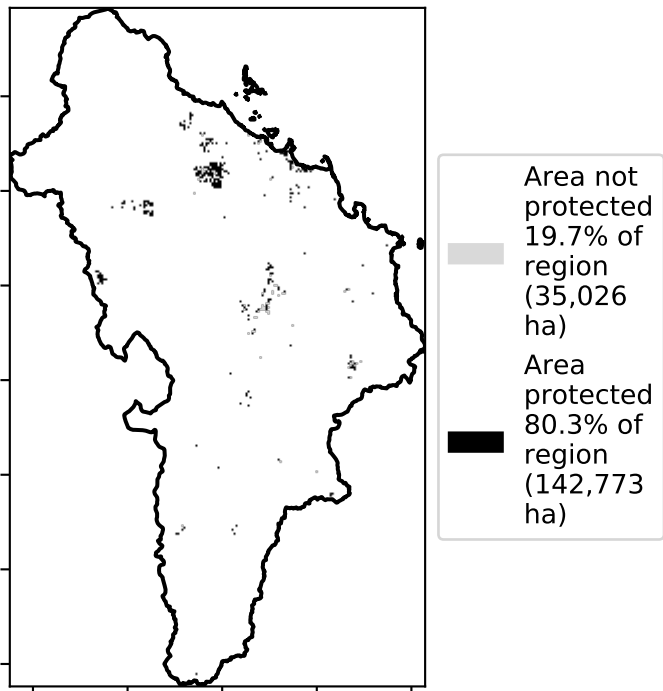 Area not
protected
19.7% of
region
(35,026
ha)
Area
protected
80.3% of
region
(142,773
ha)